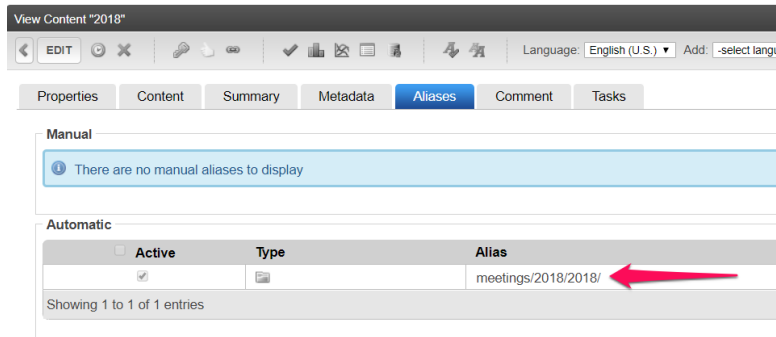 View Content "2018"
EDIT Language: English (U.S.) Add: -select langu
Properties Content Summary Metadata Aliases Comment Tasks
Manual
There are no manual aliases to display
Automatic
Active Type Alias
meetings/2018/2018/
Showing 1 to 1 of 1 entries